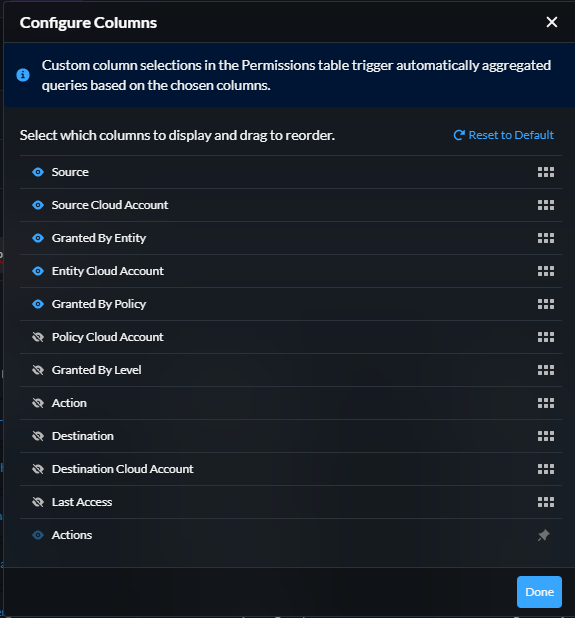 Configure Columns
Custom column selections in the Permissions table trigger automatically aggregated
queries based on the chosen columns.
Select which columns to display and drag to reorder.
Reset to Default
Source
Source Cloud Account
Granted By Entity
Entity Cloud Account
Granted By Policy
Policy Cloud Account
Granted By Level
Action
Destination
Destination Cloud Account
Last Access
Actions
Done